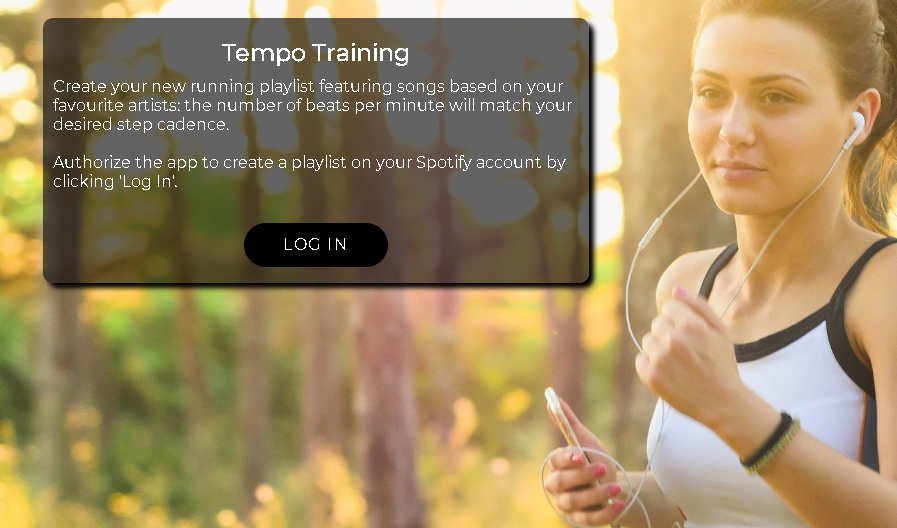 Tempo Training
Create your new running playlist featuring songs based on your
favourite artists: the number of beats per minute will match your
desired step cadence.
Authorize the app to create a playlist on your Spotify account by
clicking 'Log In'.
LOG IN